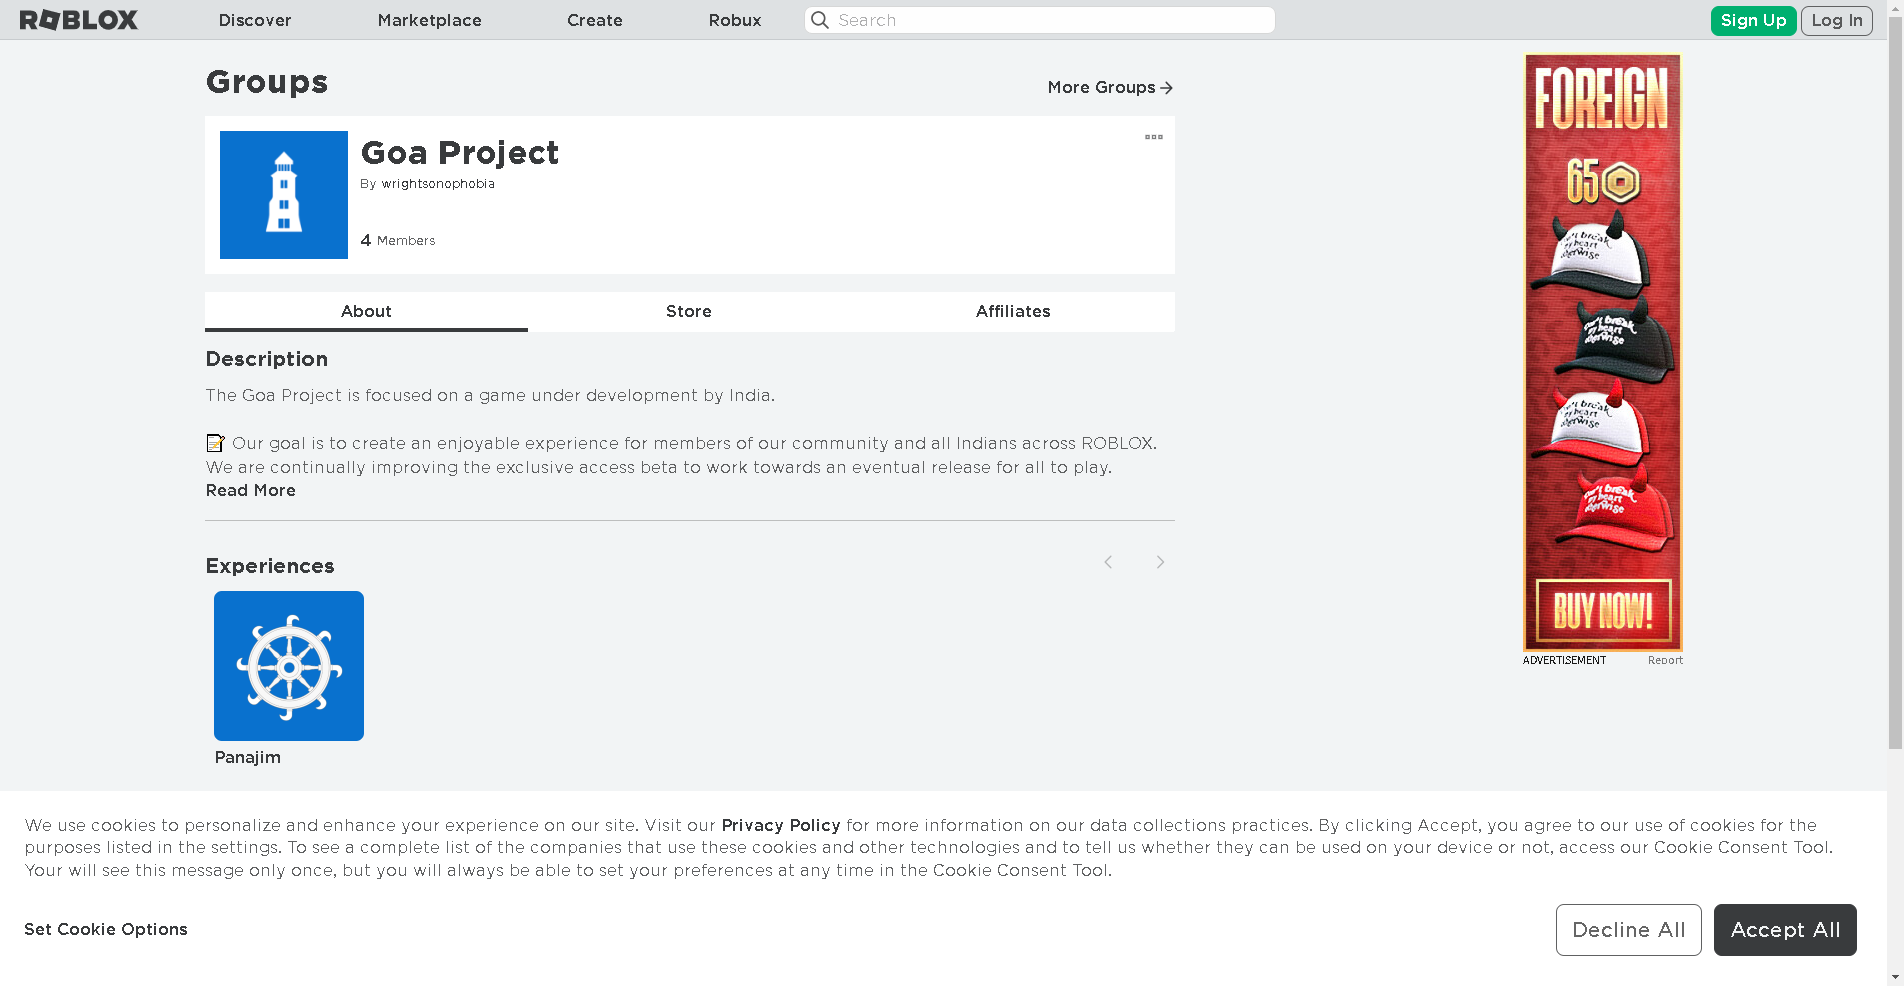 ROBLOX
Discover
Marketplace
Create
Robux
Search
Sign Up
Log In
Groups
More Groups
Goa Project
By wrightsonophobia
4 Members
About
Store
Affiliates
Description
The Goa Project is focused on a game under development by India.
📝 Our goal is to create an enjoyable experience for members of our community and all Indians across ROBLOX.
We are continually improving the exclusive access beta to work towards an eventual release for all to play.
Read More
Experiences
Panajim
FOREIGN
65
BUY NOW!
ADVERTISEMENT
Report
We use cookies to personalize and enhance your experience on our site. Visit our Privacy Policy for more information on our data collections practices. By clicking Accept, you agree to our use of cookies for the
purposes listed in the settings. To see a complete list of the companies that use these cookies and other technologies and to tell us whether they can be used on your device or not, access our Cookie Consent Tool.
Your will see this message only once, but you will always be able to set your preferences at any time in the Cookie Consent Tool.
Set Cookie Options
Decline All
Accept All